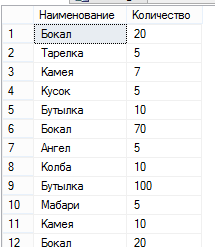 Наименование Количество
1 Бокал 20
2 Тарелка 5
3 Камея 7
4 Кусок 5
5 Бутылка 10
6 Бокал 70
7 Ангел 5
8 Колба 10
9 Бутылка 100
10 Мабари 5
11 Камея 10
12 Бокал 20